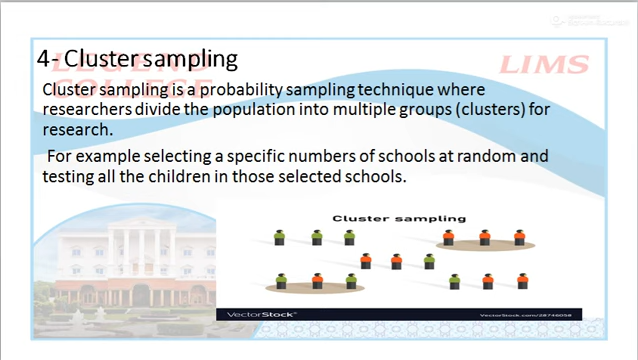 4- Cluster sampling
LEGEND
COLLEGE
LIMS
Cluster sampling is a probability sampling technique where
researchers divide the population into multiple groups (clusters) for
research.
For example selecting a specific numbers of schools at random and
testing all the children in those selected schools.
Cluster sampling
VectorStock®
VectorStock.com/28746058